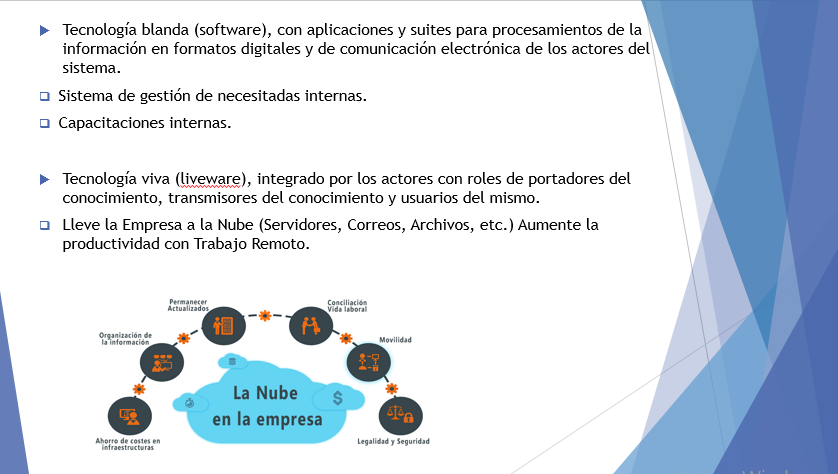 Tecnología blanda (software), con aplicaciones y suites para procesamientos de la
información en formatos digitales y de comunicación electrónica de los actores del
sistema.
Sistema de gestión de necesitadas internas.
Capacitaciones internas.
Tecnología viva (liveware), integrado por los actores con roles de portadores del
conocimiento, transmisores del conocimiento y usuarios del mismo.
Lleve la Empresa a la Nube (Servidores, Correos, Archivos, etc.) Aumente la
productividad con Trabajo Remoto.
Permanecer
Actualizados
Conciliación
Vida laboral
Organización de
la información
Movilidad
La Nube
en la empresa
$
Ahorro de costes en
infraestructuras
Legalidad y Seguridad